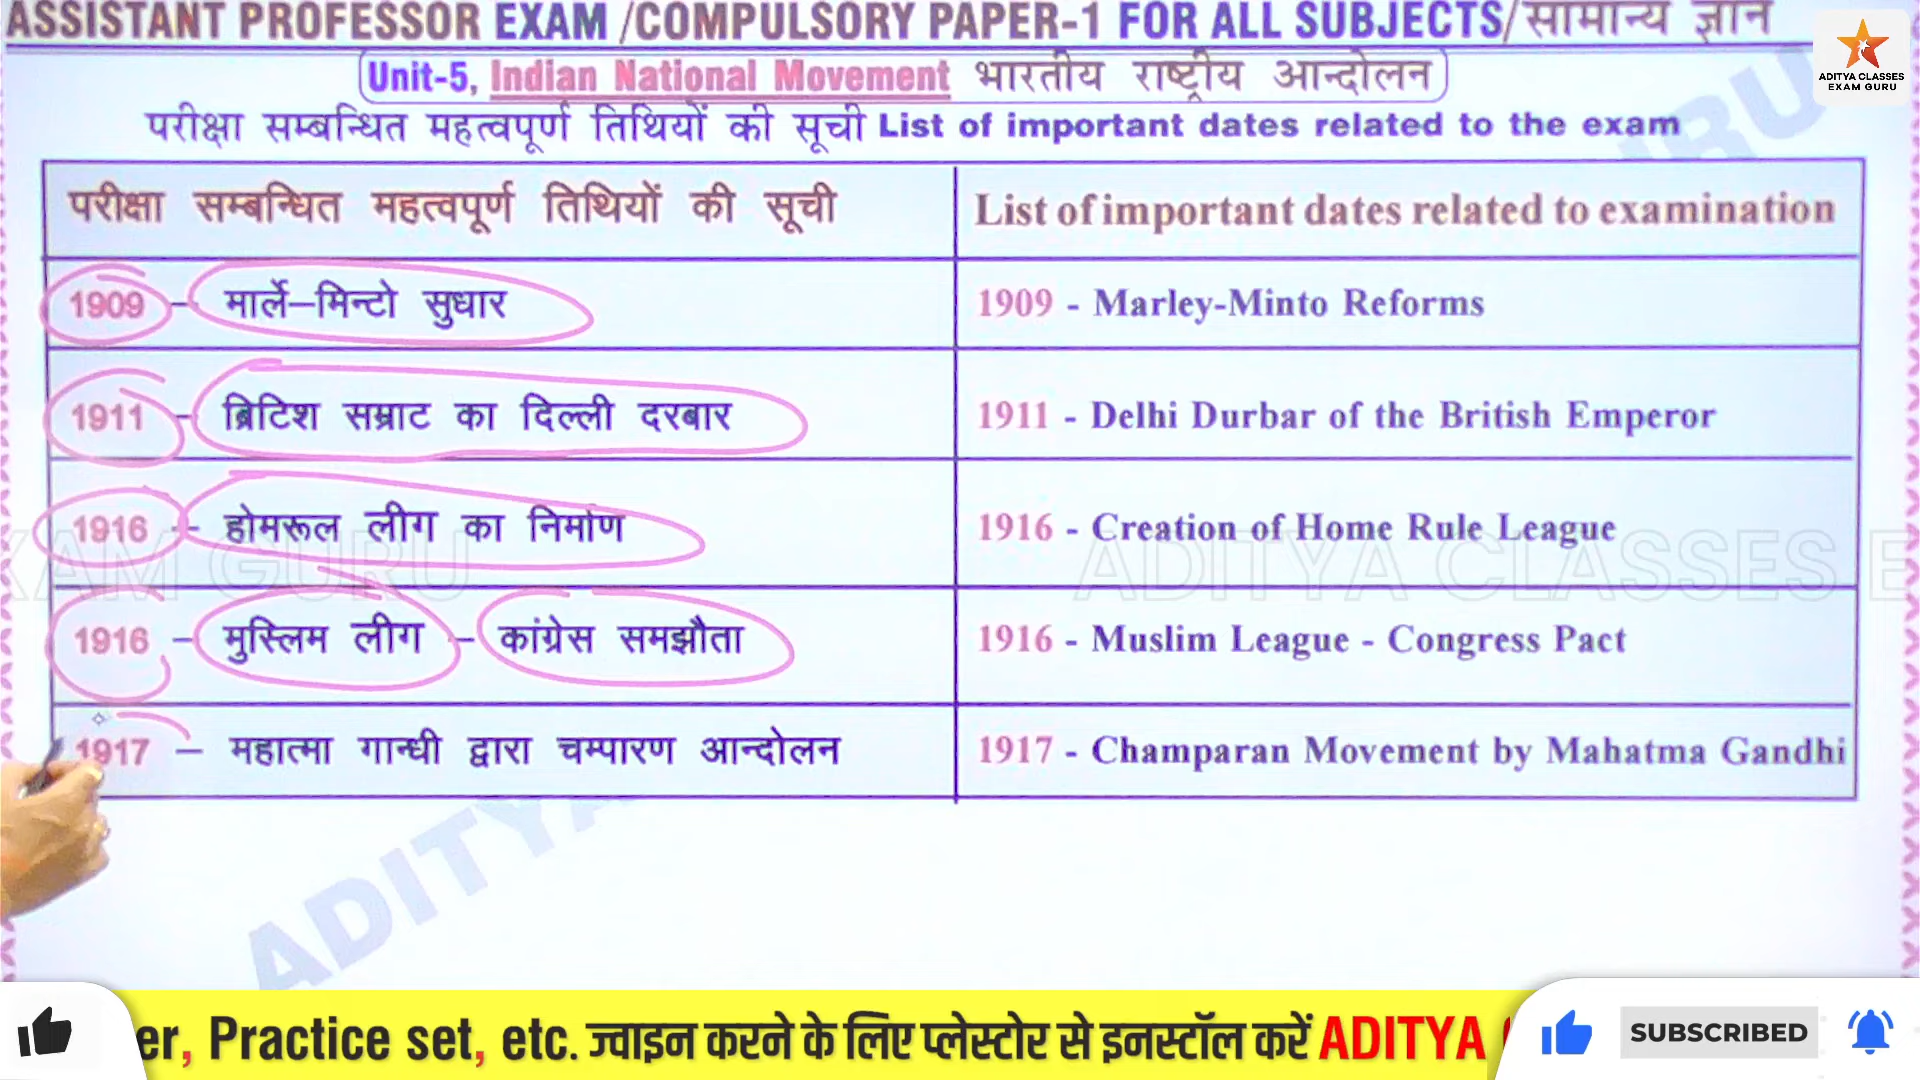 ASSISTANT PROFESSOR EXAM /COMPULSORY PAPER-1 FOR ALL SUBJECTS/सामान्य ज्ञान
ADITYA CLASSES
EXAM GURU
Unit-5, Indian National Movement भारतीय राष्ट्रीय आन्दोलन
परीक्षा सम्बन्धित महत्वपूर्ण तिथियों की सूची List of important dates related to the exam
परीक्षा सम्बन्धित महत्वपूर्ण तिथियों की सूची List of important dates related to examination
1909 – मार्ले–मिन्टो सुधार 1909 - Marley-Minto Reforms
1911 – ब्रिटिश सम्राट का दिल्ली दरबार 1911 - Delhi Durbar of the British Emperor
1916 – होमरूल लीग का निर्माण 1916 - Creation of Home Rule League
XAM GURU ADITYA CLASSES E
1916 – मुस्लिम लीग – कांग्रेस समझौता 1916 - Muslim League - Congress Pact
1917 – महात्मा गान्धी द्वारा चम्पारण आन्दोलन 1917 - Champaran Movement by Mahatma Gandhi
ADITYA
er, Practice set, etc. ज्वाइन करने के लिए प्लेस्टोर से इनस्टॉल करें ADITYA
SUBSCRIBED